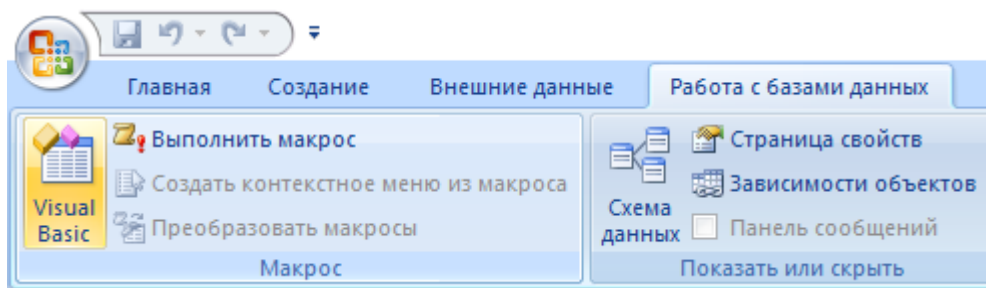 Главная Создание Внешние данные Работа с базами данных
Visual Basic
Выполнить макрос
Создать контекстное меню из макроса
Преобразовать макросы
Макрос
Схема данных
Страница свойств
Зависимости объектов
Панель сообщений
Показать или скрыть